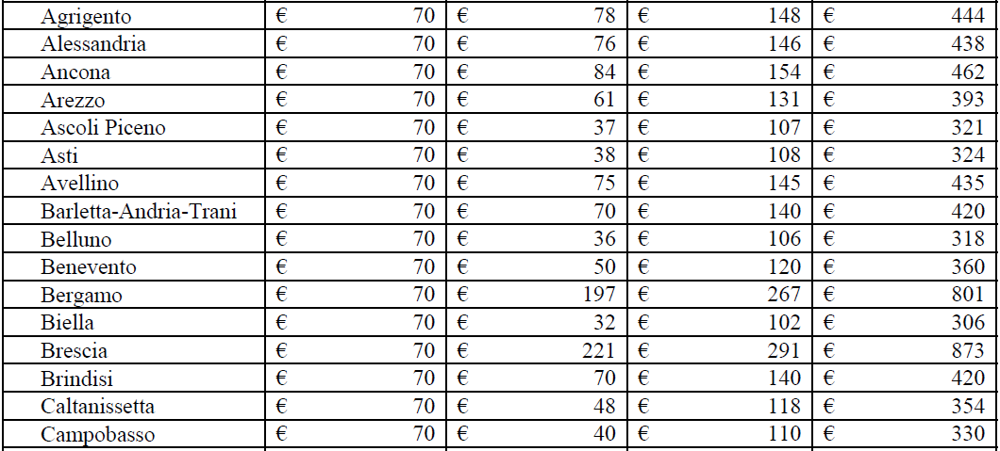 Agrigento € 70 € 78 € 148 € 444
Alessandria € 70 € 76 € 146 € 438
Ancona € 70 € 84 € 154 € 462
Arezzo € 70 € 61 € 131 € 393
Ascoli Piceno € 70 € 37 € 107 € 321
Asti € 70 € 38 € 108 € 324
Avellino € 70 € 75 € 145 € 435
Barletta-Andria-Trani € 70 € 70 € 140 € 420
Belluno € 70 € 36 € 106 € 318
Benevento € 70 € 50 € 120 € 360
Bergamo € 70 € 197 € 267 € 801
Biella € 70 € 32 € 102 € 306
Brescia € 70 € 221 € 291 € 873
Brindisi € 70 € 70 € 140 € 420
Caltanissetta € 70 € 48 € 118 € 354
Campobasso € 70 € 40 € 110 € 330